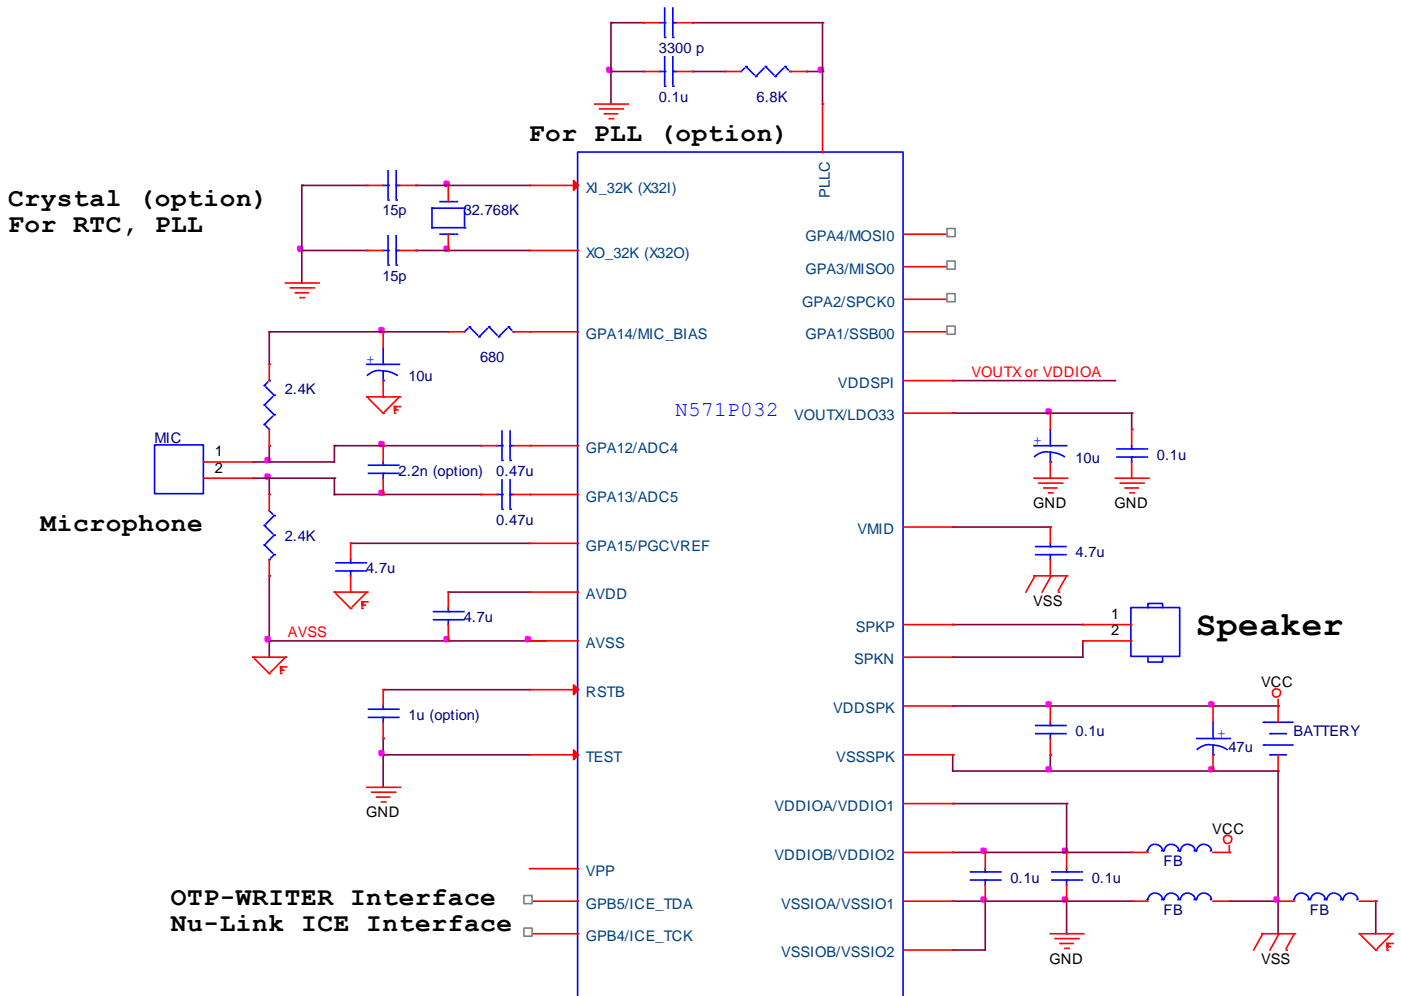 3300 p
0.1u
6.8K
For PLL (option)
PLLC
Crystal (option)
For RTC, PLL
15p
32.768K
15p
XI_32K (X32I)
XO_32K (X32O)
GPA4/MOSI0
GPA3/MISO0
GPA2/SPCK0
GPA1/SSB00
680
GPA14/MIC_BIAS
10u
2.4K
VDDSPI
VOUTX or VDDIOA
N571P032
VOUTX/LDO33
10u
0.1u
GND
GND
MIC
1
2
GPA12/ADC4
2.2n (option)
0.47u
GPA13/ADC5
0.47u
Microphone
2.4K
GPA15/PGCVREF
4.7u
VMID
4.7u
VSS
AVDD
4.7u
AVSS
AVSS
SPKP
1
2
SPKN
Speaker
RSTB
1u (option)
TEST
GND
VCC
VDDSPK
0.1u
47u
BATTERY
VSSSPK
VDDIOA/VDDIO1
VCC
VDDIOB/VDDIO2
FB
0.1u
0.1u
VSSIOA/VSSIO1
FB
FB
VSSIOB/VSSIO2
GND
VSS
VPP
OTP-WRITER Interface
Nu-Link ICE Interface
GPB5/ICE_TDA
GPB4/ICE_TCK
F
F
F
F